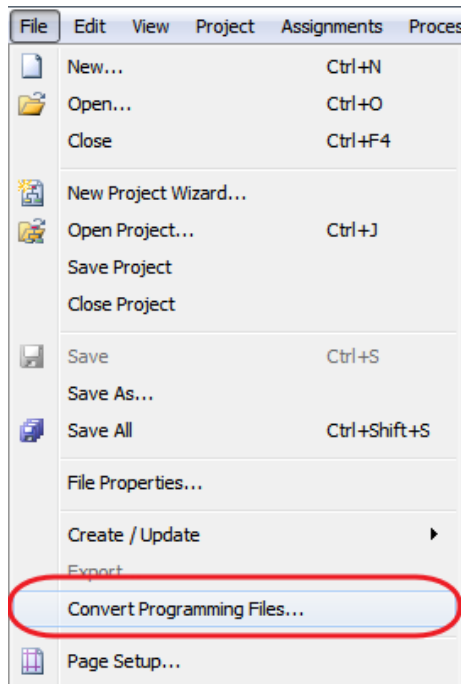 File Edit View Project Assignments Proces
New... Ctrl+N
Open... Ctrl+O
Close Ctrl+F4
New Project Wizard...
Open Project... Ctrl+J
Save Project
Close Project
Save Ctrl+S
Save As...
Save All Ctrl+Shift+S
File Properties...
Create / Update
Export...
Convert Programming Files...
Page Setup...